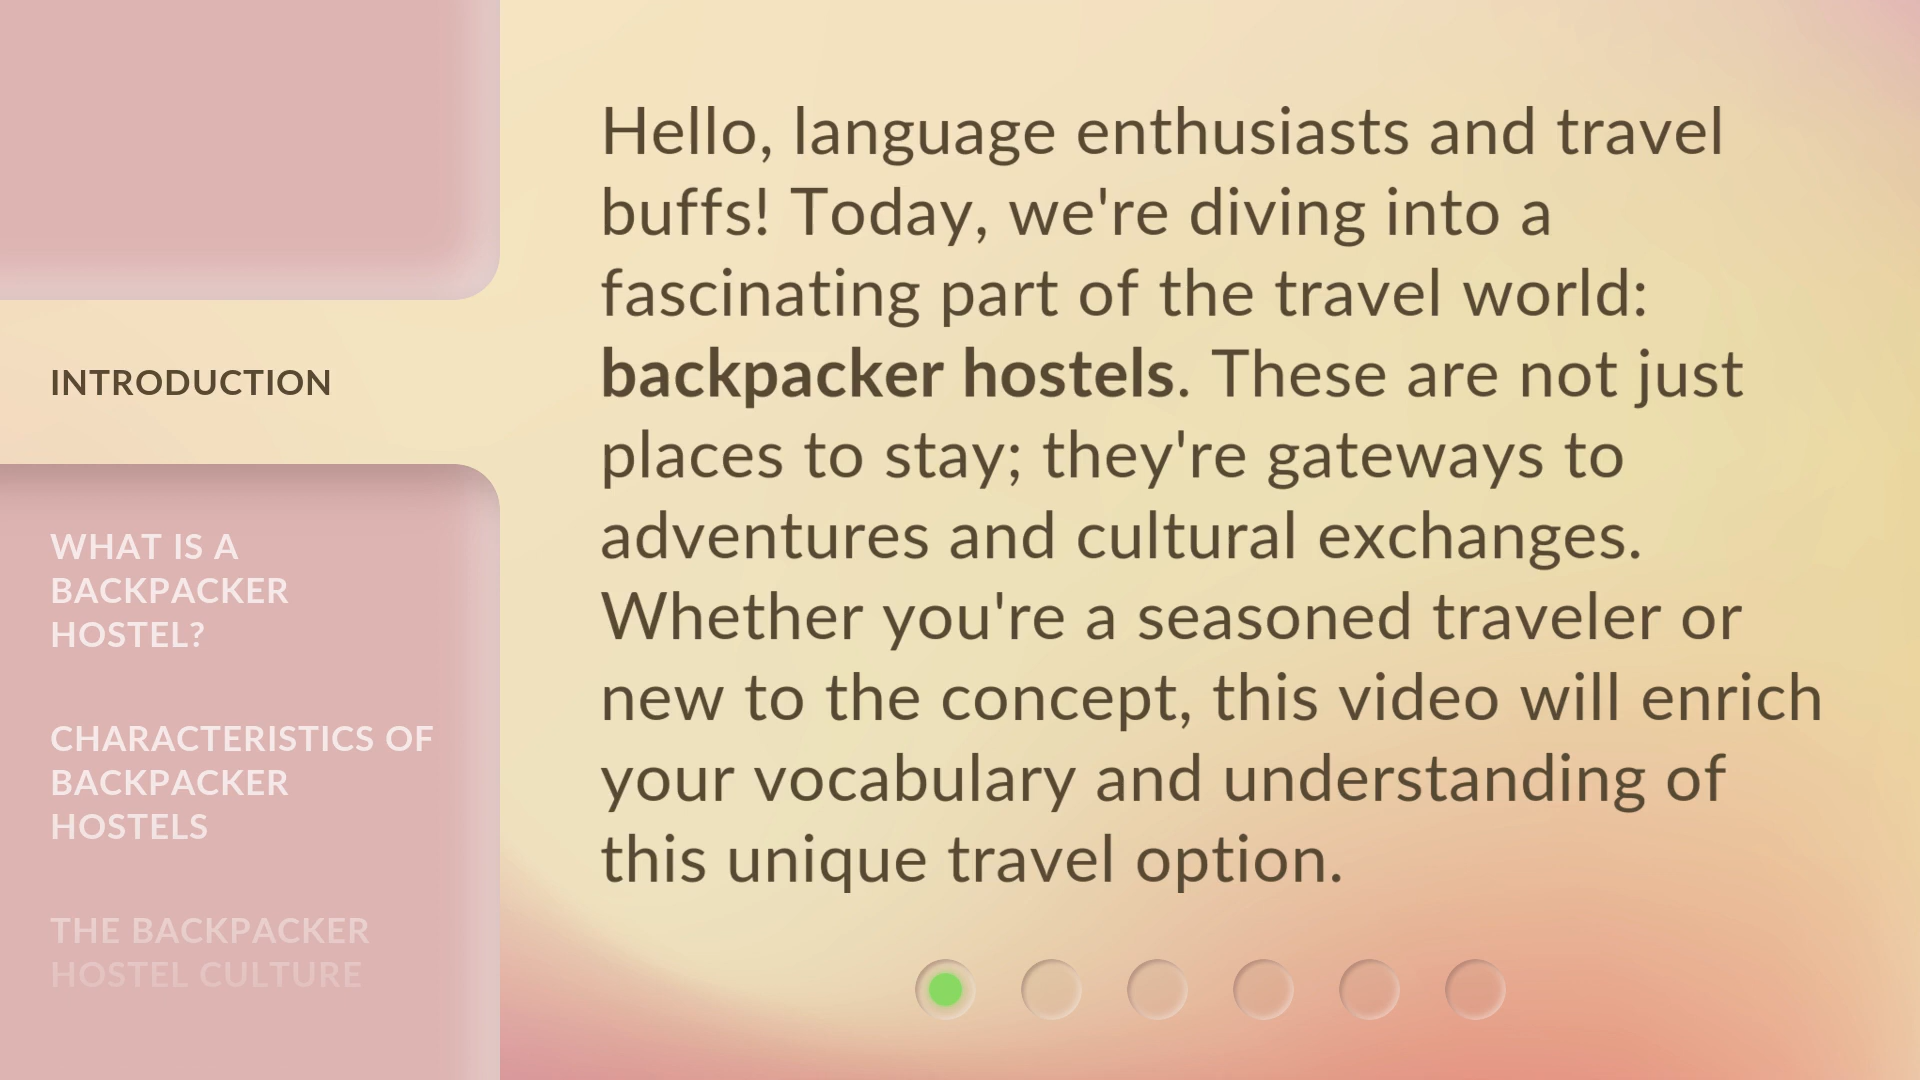 INTRODUCTION
WHAT IS A
BACKPACKER
HOSTEL?
CHARACTERISTICS OF
BACKPACKER
HOSTELS
THE BACKPACKER
HOSTEL CULTURE
Hello, language enthusiasts and travel
buffs! Today, we're diving into a
fascinating part of the travel world:
backpacker hostels. These are not just
places to stay; they're gateways to
adventures and cultural exchanges.
Whether you're a seasoned traveler or
new to the concept, this video will enrich
your vocabulary and understanding of
this unique travel option.